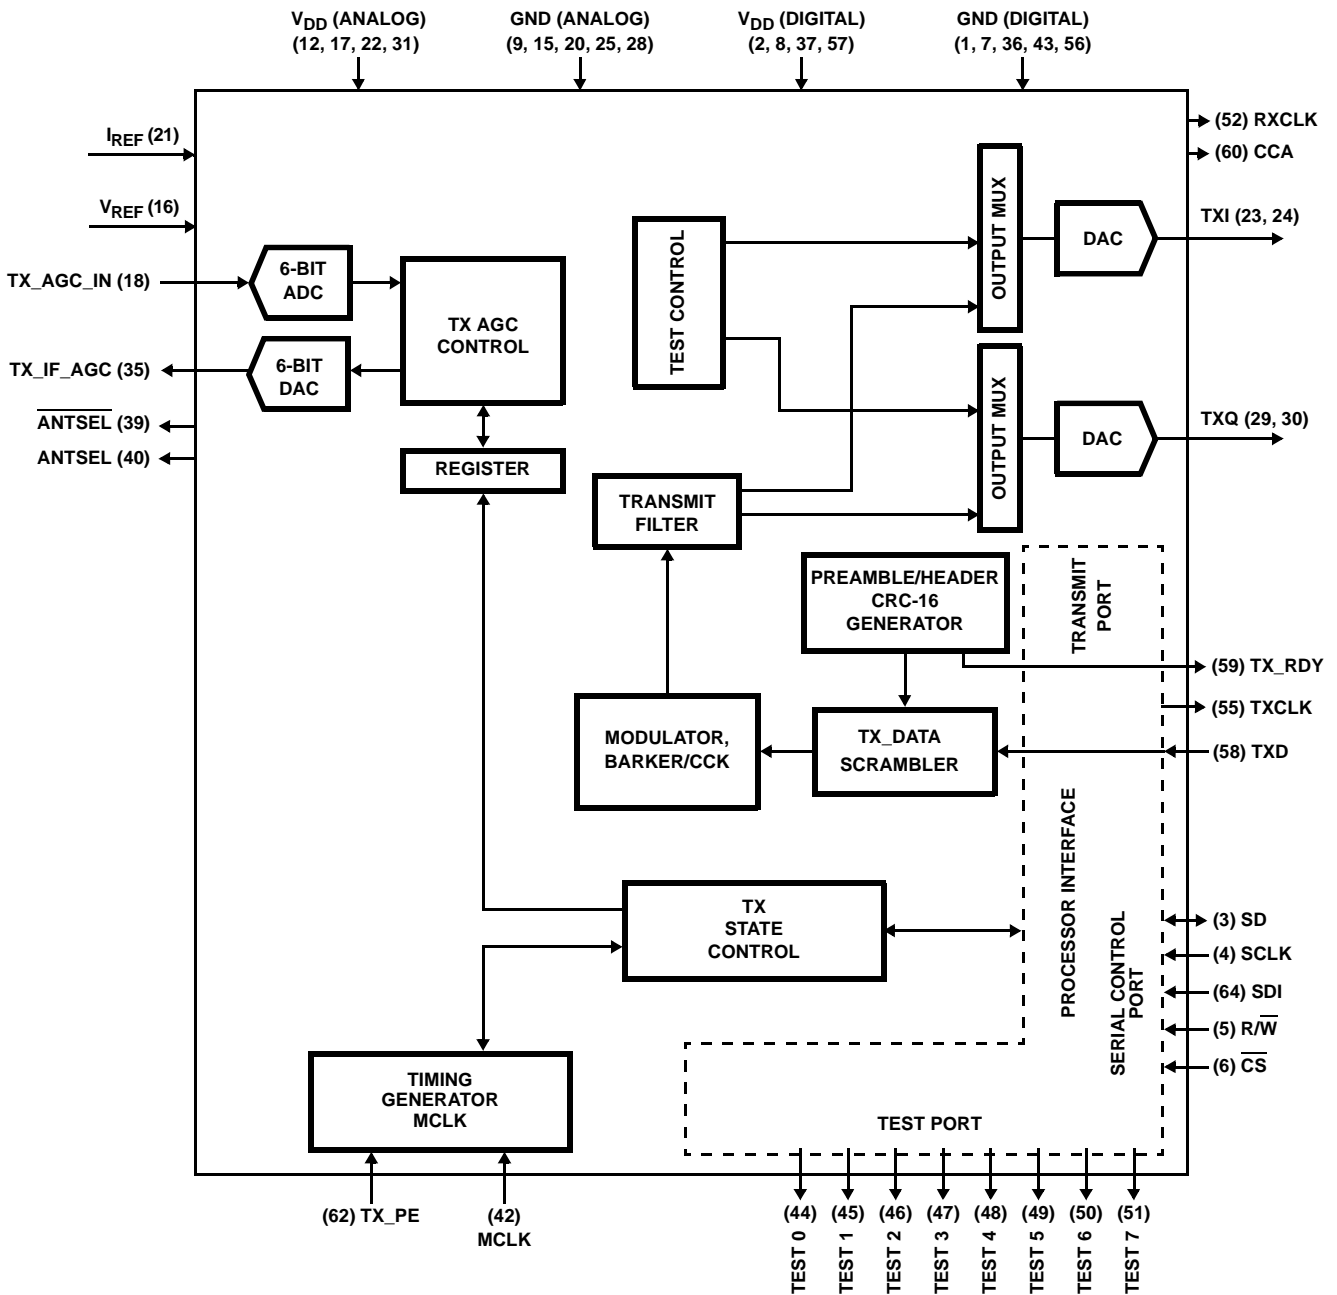 VDD (ANALOG)
(12, 17, 22, 31)
GND (ANALOG)
(9, 15, 20, 25, 28)
VDD (DIGITAL)
(2, 8, 37, 57)
GND (DIGITAL)
(1, 7, 36, 43, 56)
IREF (21)
VREF (16)
TX_AGC_IN (18)
TX_IF_AGC (35)
A̅N̅T̅S̅E̅L̅ (39)
ANTSEL (40)
6-BIT
ADC
6-BIT
DAC
TX AGC
CONTROL
REGISTER
TEST CONTROL
OUTPUT MUX
OUTPUT MUX
DAC
DAC
(52) RXCLK
(60) CCA
TXI (23, 24)
TXQ (29, 30)
TRANSMIT
FILTER
PREAMBLE/HEADER
CRC-16
GENERATOR
TRANSMIT
PORT
(59) TX_RDY
(55) TXCLK
(58) TXD
MODULATOR,
BARKER/CCK
TX_DATA
SCRAMBLER
TX
STATE
CONTROL
PROCESSOR INTERFACE
SERIAL CONTROL
PORT
(3) SD
(4) SCLK
(64) SDI
(5) R/W̅
(6) C̅S̅
TIMING
GENERATOR
MCLK
TEST PORT
(62) TX_PE
(42)
MCLK
(44)
TEST 0
(45)
TEST 1
(46)
TEST 2
(47)
TEST 3
(48)
TEST 4
(49)
TEST 5
(50)
TEST 6
(51)
TEST 7